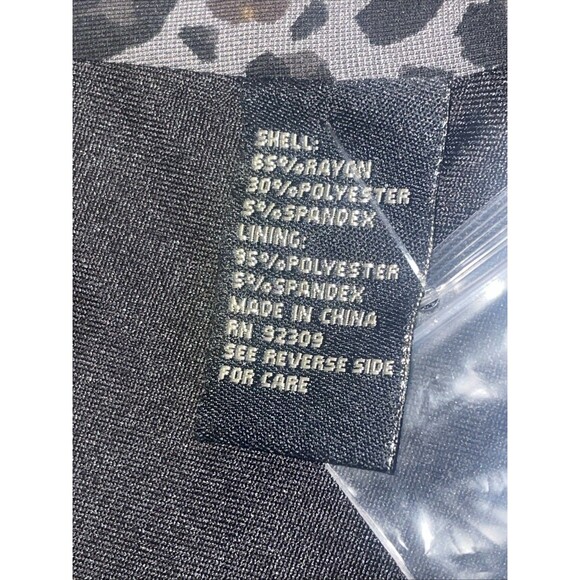 SHELL:
65%RAYON
30%POLYESTER
5%SPANDEX
LINING:
95%POLYESTER
5%SPANDEX
MADE IN CHINA
RN 92309
SEE REVERSE SIDE
FOR CARE